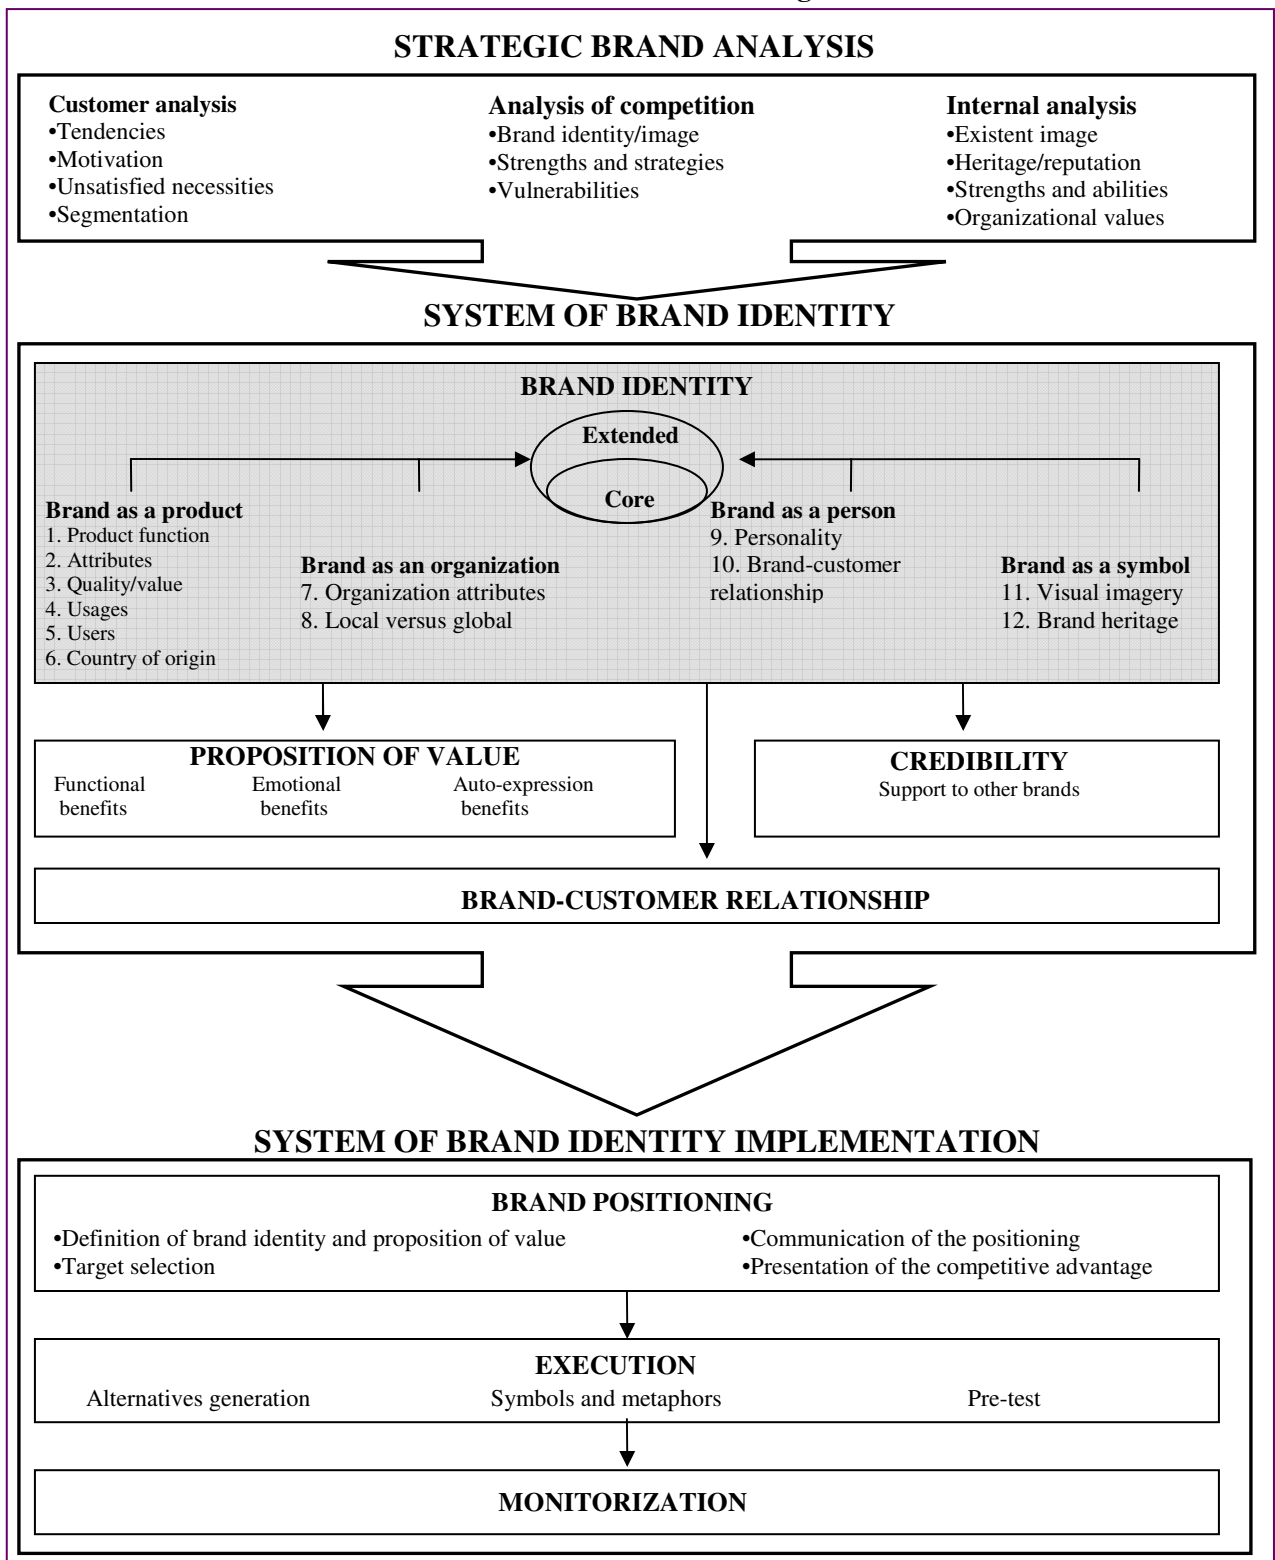 STRATEGIC BRAND ANALYSIS
Customer analysis
•Tendencies
•Motivation
•Unsatisfied necessities
•Segmentation
Analysis of competition
•Brand identity/image
•Strengths and strategies
•Vulnerabilities
Internal analysis
•Existent image
•Heritage/reputation
•Strengths and abilities
•Organizational values
SYSTEM OF BRAND IDENTITY
BRAND IDENTITY
Extended
Core
Brand as a product
1. Product function
2. Attributes
3. Quality/value
4. Usages
5. Users
6. Country of origin
Brand as an organization
7. Organization attributes
8. Local versus global
Brand as a person
9. Personality
10. Brand-customer
relationship
Brand as a symbol
11. Visual imagery
12. Brand heritage
PROPOSITION OF VALUE
Functional
benefits
Emotional
benefits
Auto-expression
benefits
CREDIBILITY
Support to other brands
BRAND-CUSTOMER RELATIONSHIP
SYSTEM OF BRAND IDENTITY IMPLEMENTATION
BRAND POSITIONING
•Definition of brand identity and proposition of value
•Target selection
•Communication of the positioning
•Presentation of the competitive advantage
EXECUTION
Alternatives generation
Symbols and metaphors
Pre-test
MONITORIZATION